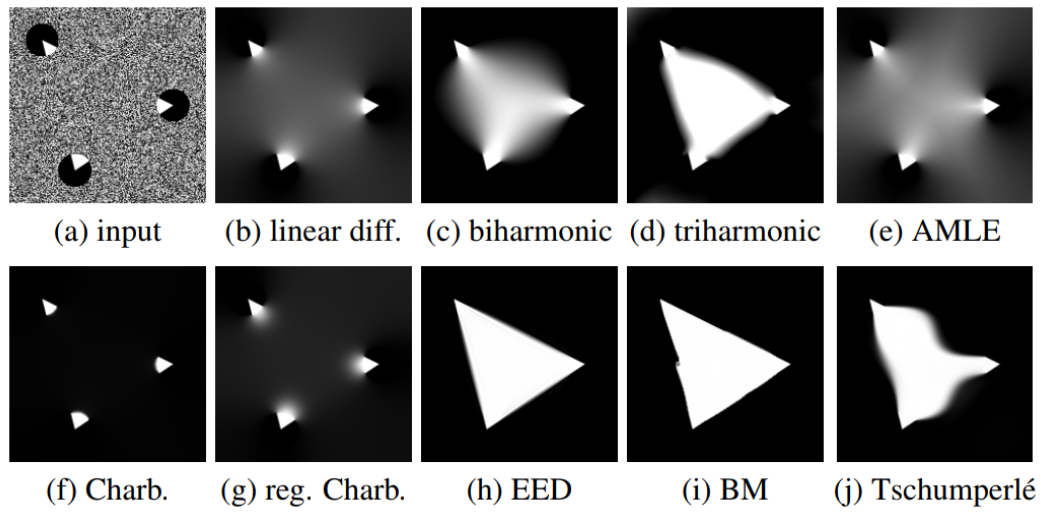 (a) input (b) linear diff. (c) biharmonic (d) triharmonic (e) AMLE
(f) Charb. (g) reg. Charb. (h) EED (i) BM (j) Tschumperlé